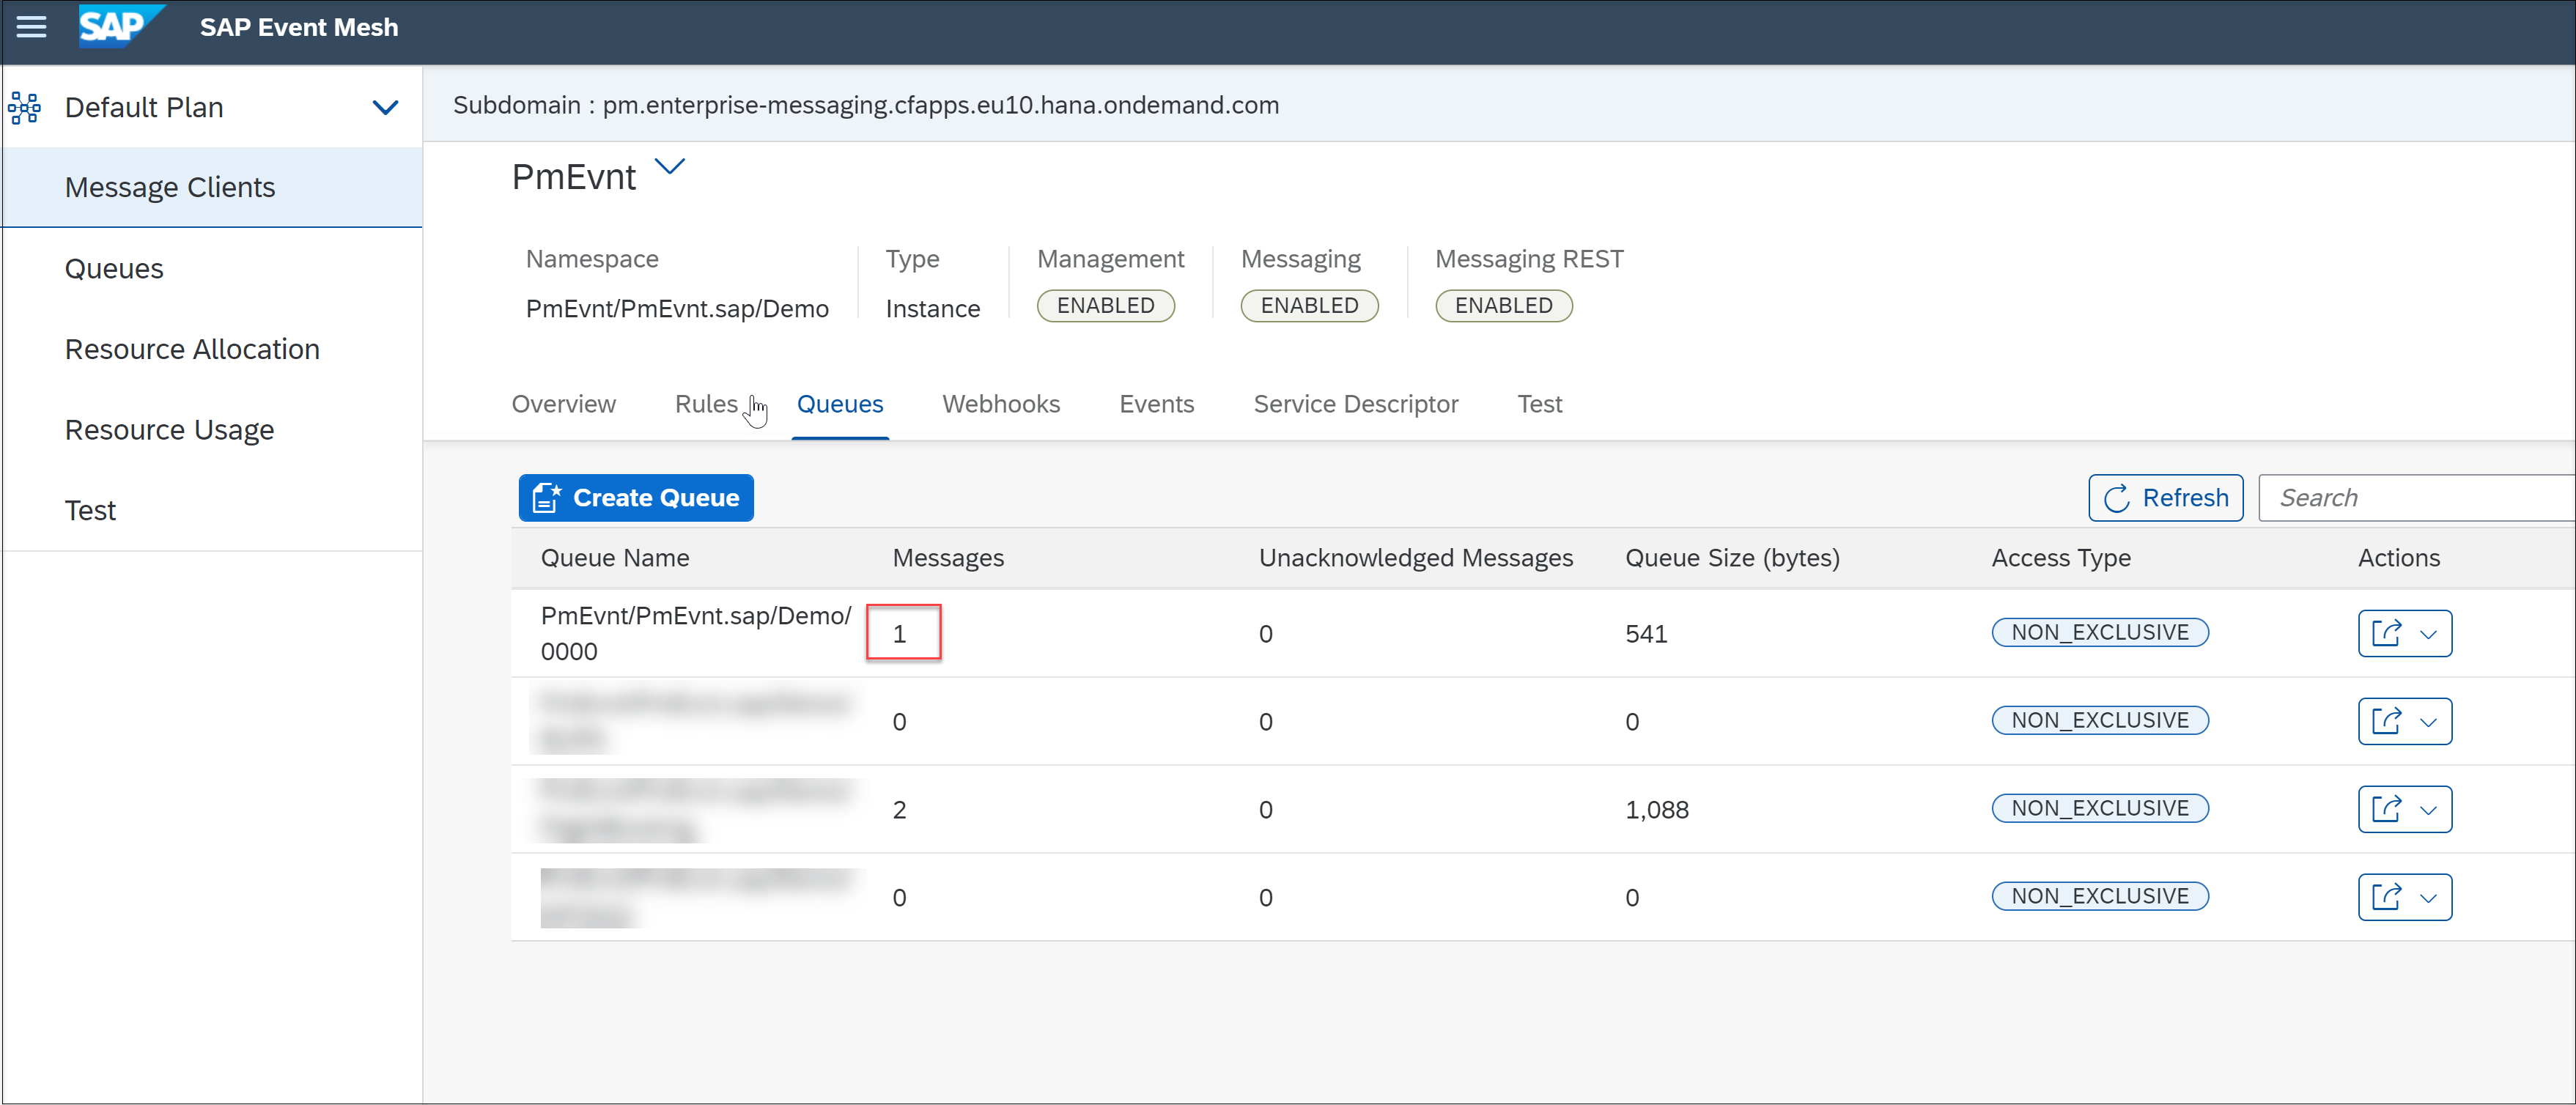 SAP SAP Event Mesh
Default Plan
Message Clients
Queues
Resource Allocation
Resource Usage
Test
Subdomain : pm.enterprise-messaging.cfapps.eu10.hana.ondemand.com
PmEvnt
Namespace Type Management Messaging Messaging REST
PmEvnt/PmEvnt.sap/Demo Instance ENABLED ENABLED ENABLED
Overview Rules Queues Webhooks Events Service Descriptor Test
Create Queue Refresh Search
Queue Name Messages Unacknowledged Messages Queue Size (bytes) Access Type Actions
PmEvnt/PmEvnt.sap/Demo/
0000 1 0 541 NON_EXCLUSIVE
0 0 0 NON_EXCLUSIVE
2 0 1,088 NON_EXCLUSIVE
0 0 0 NON_EXCLUSIVE